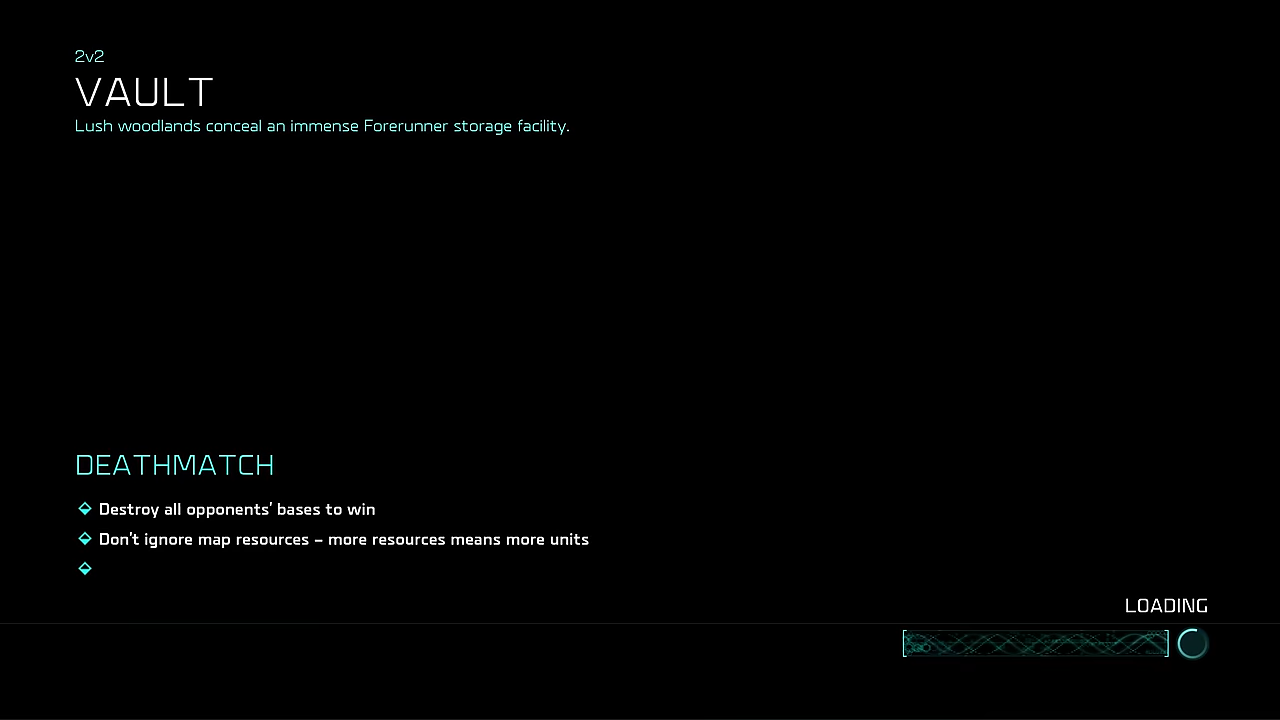 2v2
VAULT
Lush woodlands conceal an immense Forerunner storage facility.
DEATHMATCH
Destroy all opponents' bases to win
Don't ignore map resources – more resources means more units
LOADING